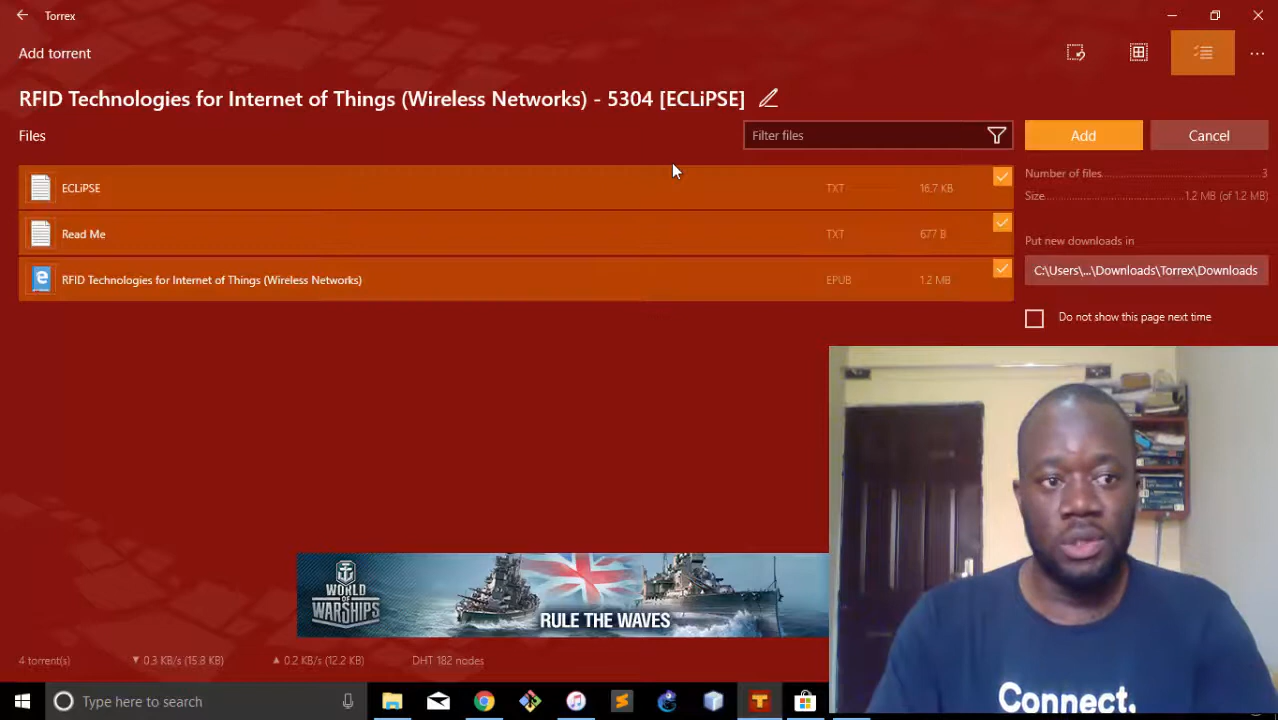 Torrex
Add torrent
RFID Technologies for Internet of Things (Wireless Networks) - 5304 [ECLiPSE]
Files
Filter files
Add
Cancel
ECLiPSE TXT 16.7 KB
Read Me TXT 677 B
RFID Technologies for Internet of Things (Wireless Networks) EPUB 1.2 MB
Number of files 3
Size 1.2 MB (of 1.2 MB)
Put new downloads in
C:\Users\...\Downloads\Torrex\Downloads
Do not show this page next time
WORLD
OF
WARSHIPS
RULE THE WAVES
Connect.
4 torrent(s) ▼ 0.3 KB/s (15.8 KB) ▲ 0.2 KB/s (12.2 KB) DHT 182 nodes
Type here to search